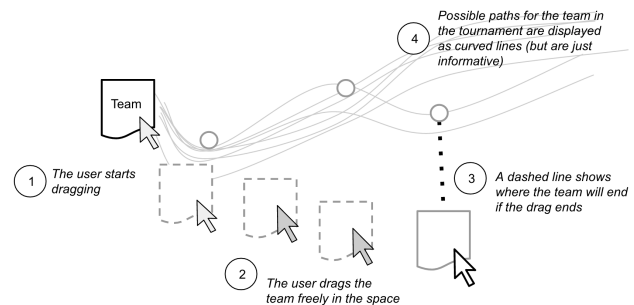 4
Possible paths for the team in
the tournament are displayed
as curved lines (but are just
informative)
Team
1
The user starts
dragging
3
A dashed line shows
where the team will end
if the drag ends
2
The user drags the
team freely in the space